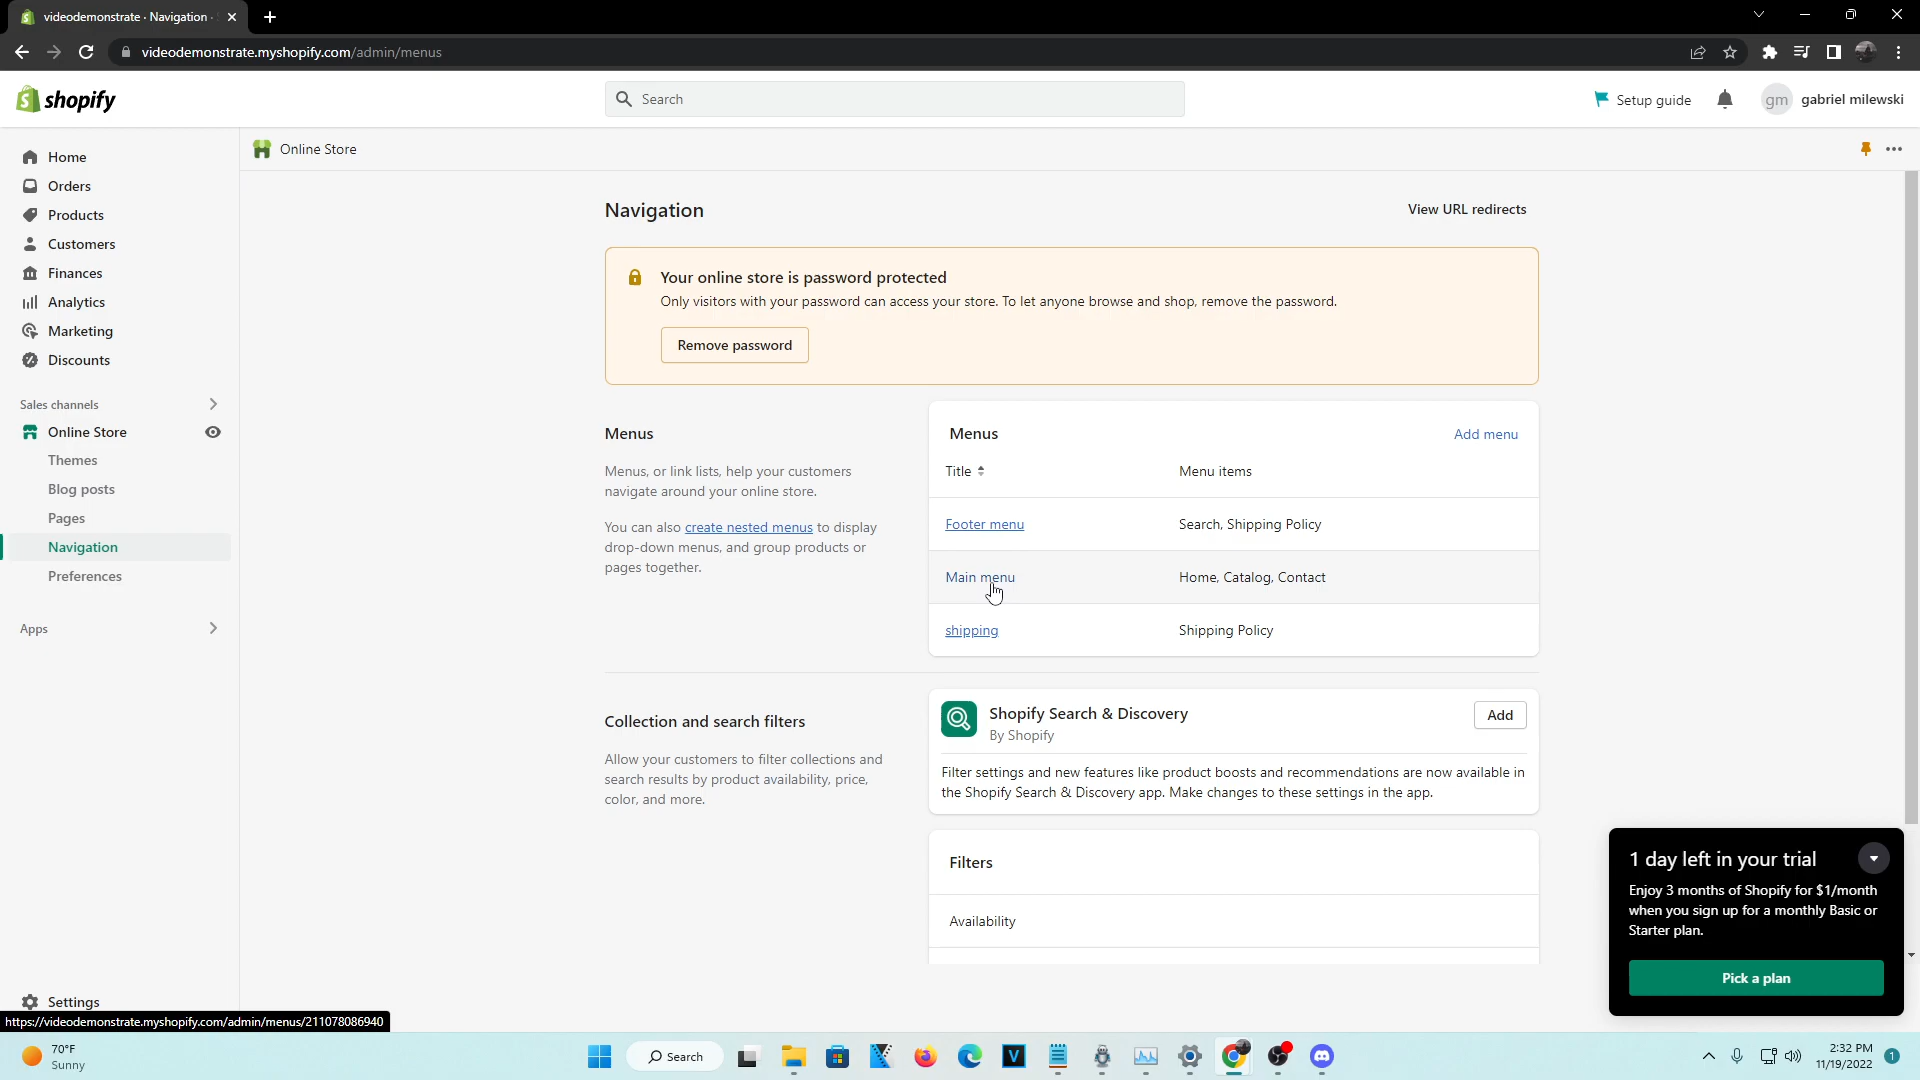 videodemonstrate · Navigation ·
videodemonstrate.myshopify.com/admin/menus
shopify
Search
Setup guide
gm
gabriel milewski
Home
Orders
Products
Customers
Finances
Analytics
Marketing
Discounts
Sales channels
Online Store
Themes
Blog posts
Pages
Navigation
Preferences
Apps
Settings
Online Store
Navigation
View URL redirects
Your online store is password protected
Only visitors with your password can access your store. To let anyone browse and shop, remove the password.
Remove password
Menus
Menus, or link lists, help your customers
navigate around your online store.
You can also create nested menus to display
drop-down menus, and group products or
pages together.
Menus
Add menu
Title
Menu items
Footer menu
Search, Shipping Policy
Main menu
Home, Catalog, Contact
shipping
Shipping Policy
Collection and search filters
Allow your customers to filter collections and
search results by product availability, price,
color, and more.
Shopify Search & Discovery
By Shopify
Add
Filter settings and new features like product boosts and recommendations are now available in
the Shopify Search & Discovery app. Make changes to these settings in the app.
Filters
Availability
1 day left in your trial
Enjoy 3 months of Shopify for $1/month
when you sign up for a monthly Basic or
Starter plan.
Pick a plan
https://videodemonstrate.myshopify.com/admin/menus/211078086940
70°F
Sunny
Search
V
2:32 PM
11/19/2022
1